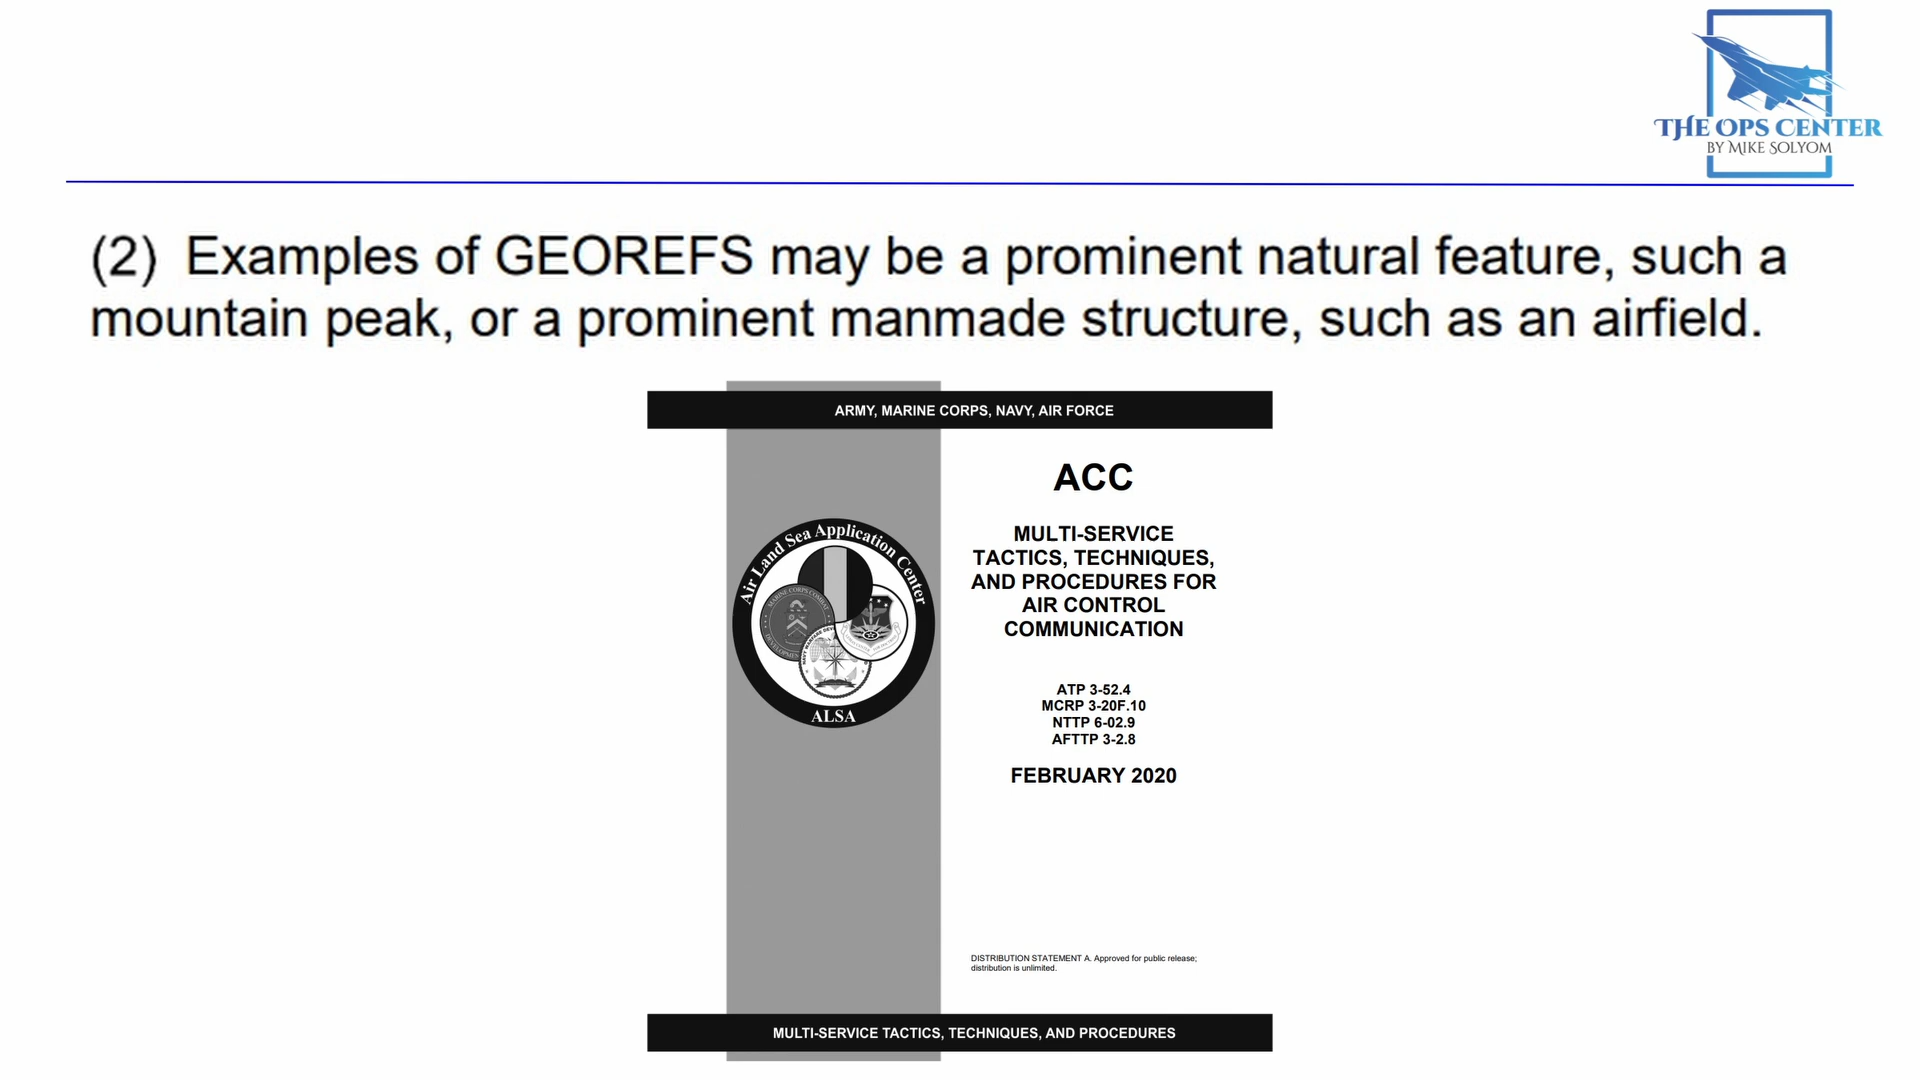 THE OPS CENTER
BY MIKE SOLYOM
(2) Examples of GEOREFS may be a prominent natural feature, such a
mountain peak, or a prominent manmade structure, such as an airfield.
ARMY, MARINE CORPS, NAVY, AIR FORCE
ACC
MULTI-SERVICE
TACTICS, TECHNIQUES,
AND PROCEDURES FOR
AIR CONTROL
COMMUNICATION
Air Land Sea Application Center
MARINE CORPS COMBAT
ALSA
ATP 3-52.4
MCRP 3-20F.10
NTTP 6-02.9
AFTTP 3-2.8
FEBRUARY 2020
DISTRIBUTION STATEMENT A. Approved for public release;
distribution is unlimited.
MULTI-SERVICE TACTICS, TECHNIQUES, AND PROCEDURES